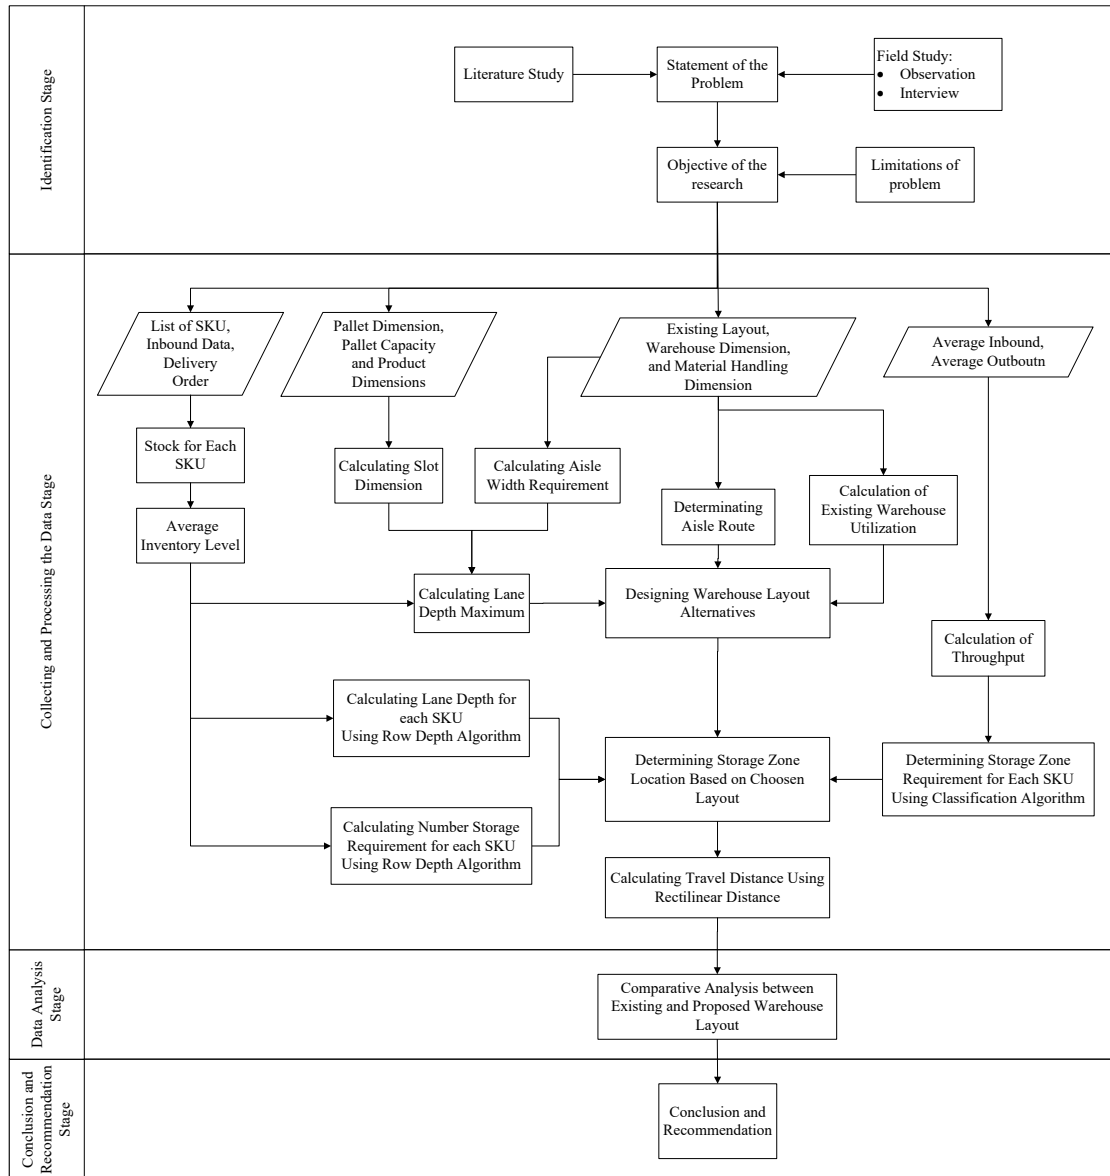 Identification Stage
Literature Study
Statement of the
Problem
Field Study:
• Observation
• Interview
Objective of the
research
Limitations of
problem
Collecting and Processing the Data Stage
List of SKU,
Inbound Data,
Delivery
Order
Pallet Dimension,
Pallet Capacity
and Product
Dimensions
Existing Layout,
Warehouse Dimension,
and Material Handling
Dimension
Average Inbound,
Average Outboutn
Stock for Each
SKU
Calculating Slot
Dimension
Calculating Aisle
Width Requirement
Determinating
Aisle Route
Calculation of
Existing Warehouse
Utilization
Average
Inventory Level
Calculating Lane
Depth Maximum
Designing Warehouse Layout
Alternatives
Calculation of
Throughput
Calculating Lane Depth for
each SKU
Using Row Depth Algorithm
Determining Storage Zone
Location Based on Choosen
Layout
Determining Storage Zone
Requirement for Each SKU
Using Classification Algorithm
Calculating Number Storage
Requirement for each SKU
Using Row Depth Algorithm
Calculating Travel Distance Using
Rectilinear Distance
Data Analysis
Stage
Comparative Analysis between
Existing and Proposed Warehouse
Layout
Conclusion and
Recommendation
Stage
Conclusion and
Recommendation